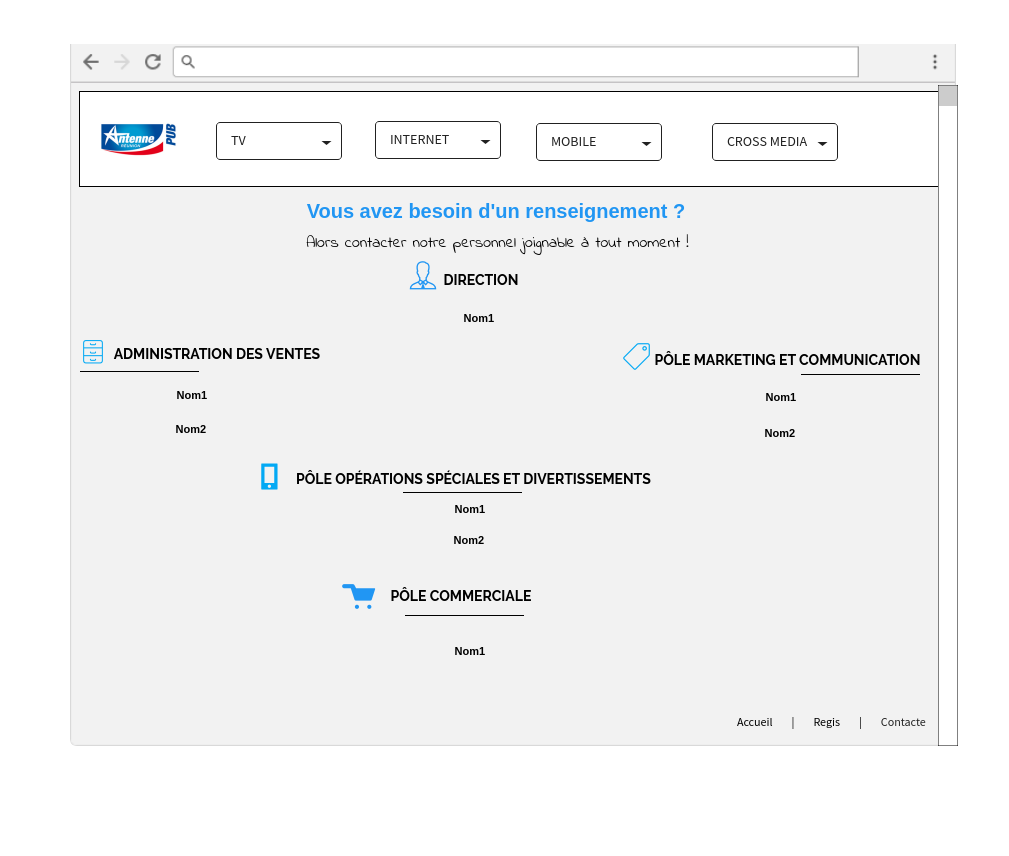 Antenne
RÉUNION
PUB
TV
INTERNET
MOBILE
CROSS MEDIA
Vous avez besoin d'un renseignement ?
Alors contacter notre personnel joignable à tout moment !
DIRECTION
Nom1
ADMINISTRATION DES VENTES
Nom1
Nom2
PÔLE MARKETING ET COMMUNICATION
Nom1
Nom2
PÔLE OPÉRATIONS SPÉCIALES ET DIVERTISSEMENTS
Nom1
Nom2
PÔLE COMMERCIALE
Nom1
Accueil | Regis | Contacte